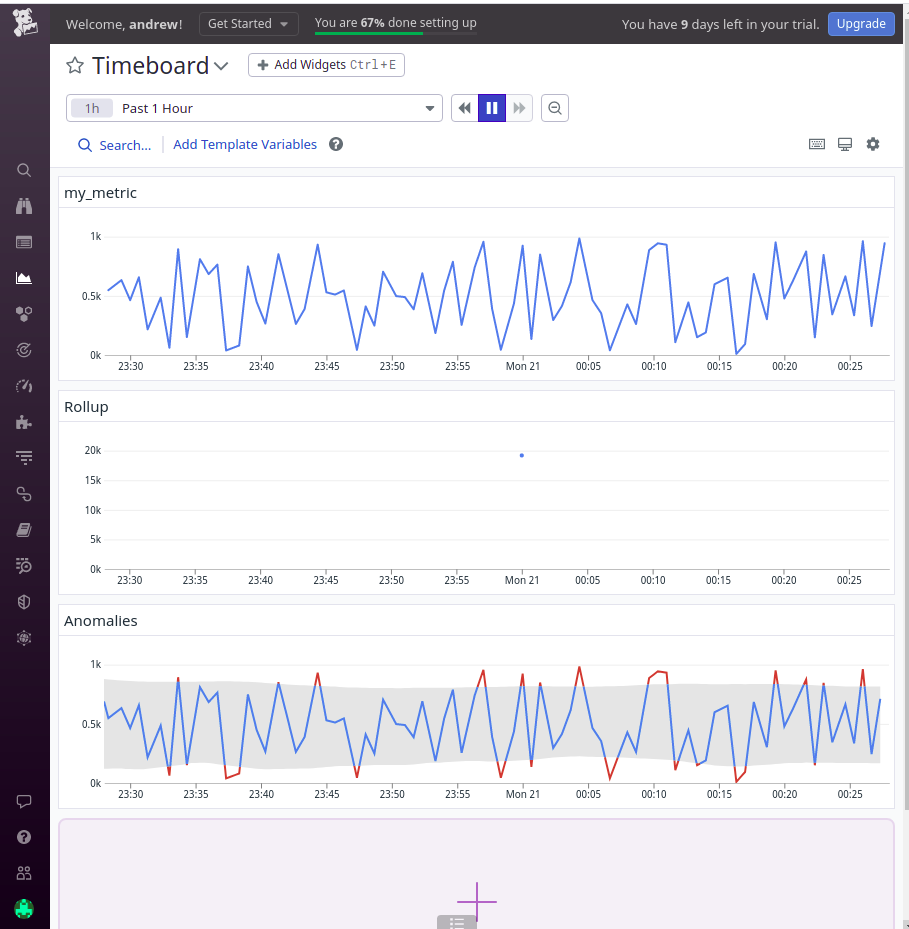 Welcome, andrew!
Get Started
You are 67% done setting up
You have 9 days left in your trial.
Upgrade
Timeboard
Add Widgets Ctrl+E
1h Past 1 Hour
Search...
Add Template Variables
?
my_metric
1k
0.5k
0k
23:30 23:35 23:40 23:45 23:50 23:55 Mon 21 00:05 00:10 00:15 00:20 00:25
Rollup
20k
15k
10k
5k
0k
23:30 23:35 23:40 23:45 23:50 23:55 Mon 21 00:05 00:10 00:15 00:20 00:25
Anomalies
1k
0.5k
0k
23:30 23:35 23:40 23:45 23:50 23:55 Mon 21 00:05 00:10 00:15 00:20 00:25
?